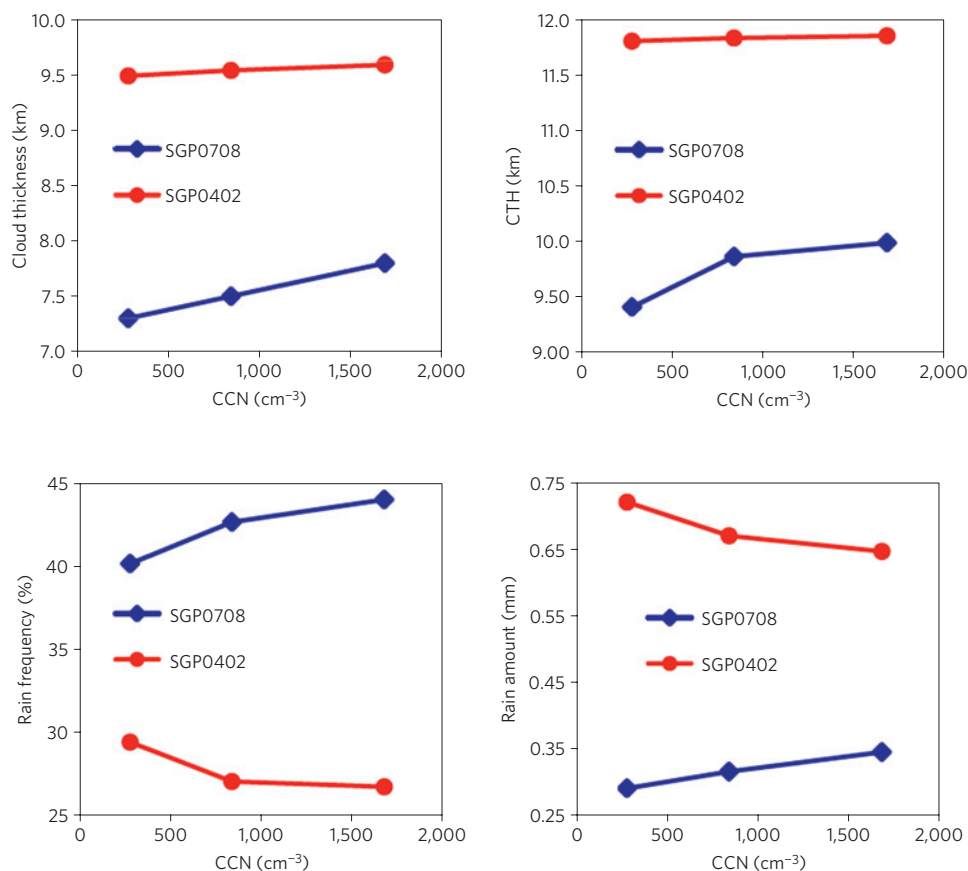 Cloud thickness (km)
10.0
9.5
9.0
8.5
8.0
7.5
7.0
SGP0708
SGP0402
0 500 1,000 1,500 2,000
CCN (cm⁻³)
CTH (km)
12.0
11.5
11.0
10.5
10.0
9.50
9.00
SGP0708
SGP0402
0 500 1,000 1,500 2,000
CCN (cm⁻³)
Rain frequency (%)
45
40
35
30
25
SGP0708
SGP0402
0 500 1,000 1,500 2,000
CCN (cm⁻³)
Rain amount (mm)
0.75
0.65
0.55
0.45
0.35
0.25
SGP0708
SGP0402
0 500 1,000 1,500 2,000
CCN (cm⁻³)